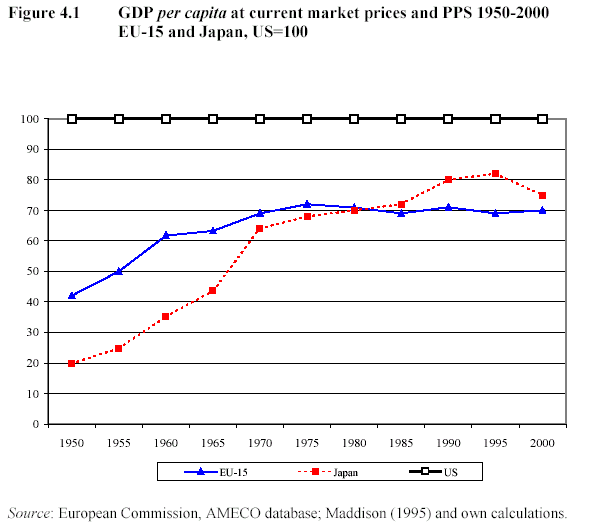 Figure 4.1 GDP per capita at current market prices and PPS 1950-2000
EU-15 and Japan, US=100
100
90
80
70
60
50
40
30
20
10
0
1950 1955 1960 1965 1970 1975 1980 1985 1990 1995 2000
EU-15 Japan US
Source: European Commission, AMECO database; Maddison (1995) and own calculations.